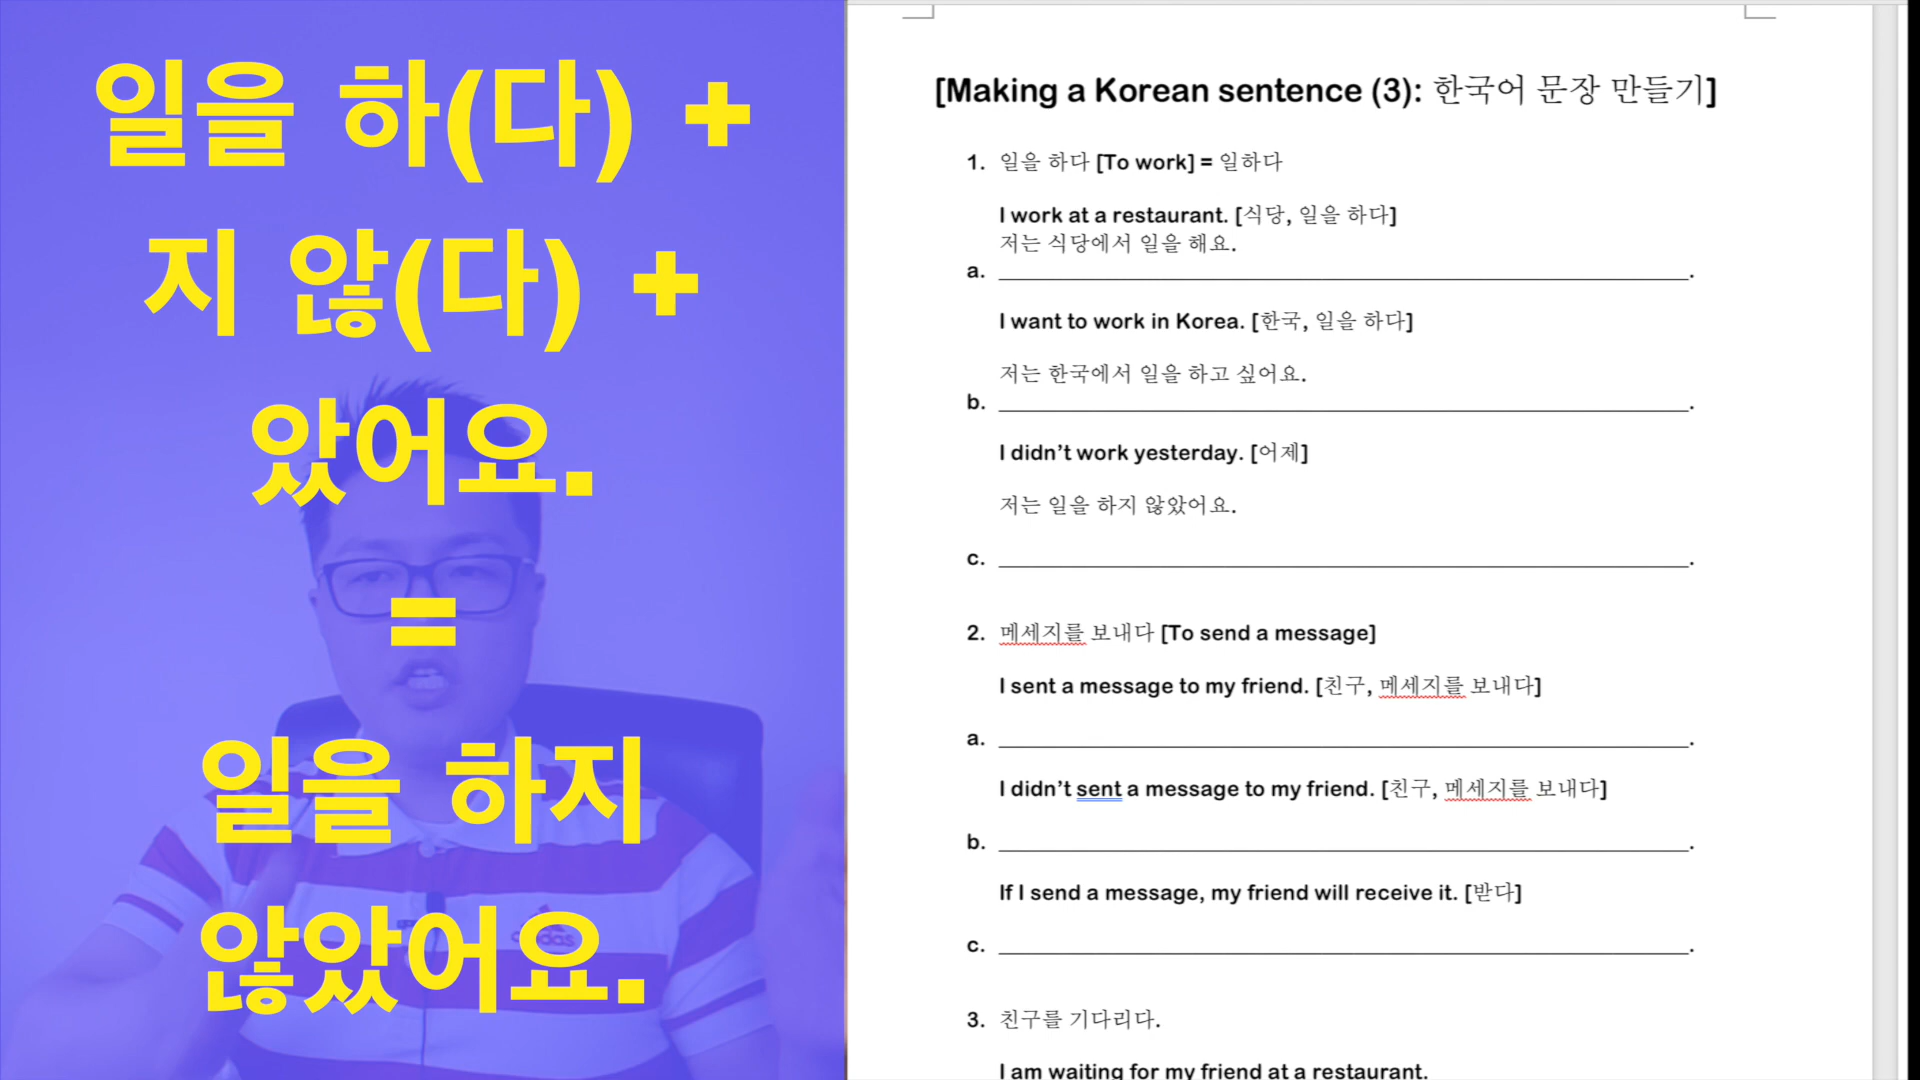 일을 하(다) +
지 않(다) +
았어요.
=
일을 하지
않았어요.
adidas
[Making a Korean sentence (3): 한국어 문장 만들기]
1. 일을 하다 [To work] = 일하다
I work at a restaurant. [식당, 일을 하다]
저는 식당에서 일을 해요.
a. ______________________________.
I want to work in Korea. [한국, 일을 하다]
저는 한국에서 일을 하고 싶어요.
b. ______________________________.
I didn't work yesterday. [어제]
저는 일을 하지 않았어요.
c. ______________________________.
2. 메세지를 보내다 [To send a message]
I sent a message to my friend. [친구, 메세지를 보내다]
a. ______________________________.
I didn't sent a message to my friend. [친구, 메세지를 보내다]
b. ______________________________.
If I send a message, my friend will receive it. [받다]
c. ______________________________.
3. 친구를 기다리다.
I am waiting for my friend at a restaurant.